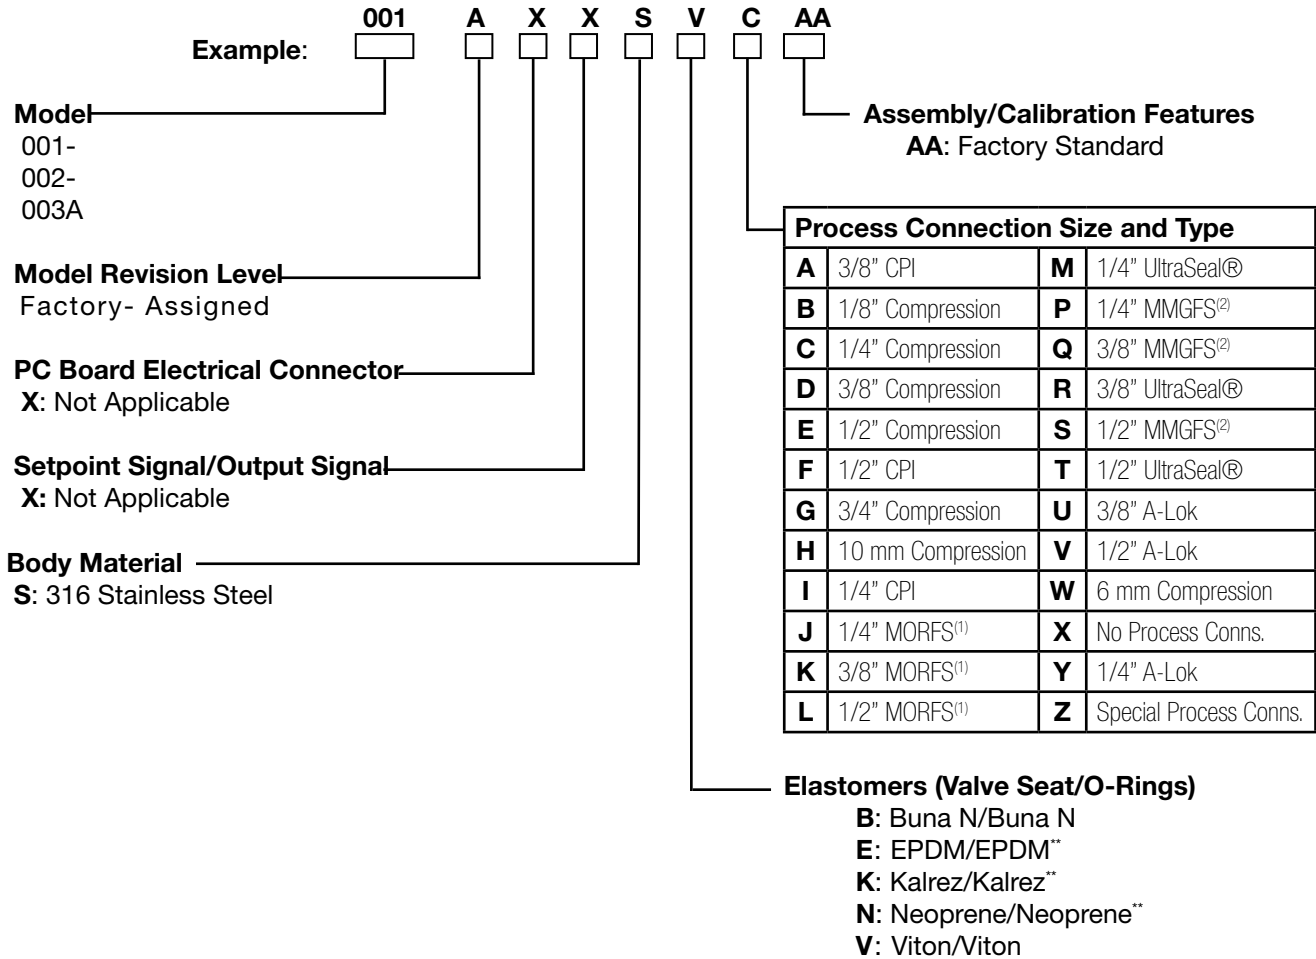 001 A X X S V C AA
Example:
Model
001-
002-
003A
Model Revision Level
Factory- Assigned
PC Board Electrical Connector
X: Not Applicable
Setpoint Signal/Output Signal
X: Not Applicable
Body Material
S: 316 Stainless Steel
Assembly/Calibration Features
AA: Factory Standard
Process Connection Size and Type
A 3/8" CPI M 1/4" UltraSeal®
B 1/8" Compression P 1/4" MMGFS(2)
C 1/4" Compression Q 3/8" MMGFS(2)
D 3/8" Compression R 3/8" UltraSeal®
E 1/2" Compression S 1/2" MMGFS(2)
F 1/2" CPI T 1/2" UltraSeal®
G 3/4" Compression U 3/8" A-Lok
H 10 mm Compression V 1/2" A-Lok
I 1/4" CPI W 6 mm Compression
J 1/4" MORFS(1) X No Process Conns.
K 3/8" MORFS(1) Y 1/4" A-Lok
L 1/2" MORFS(1) Z Special Process Conns.
Elastomers (Valve Seat/O-Rings)
B: Buna N/Buna N
E: EPDM/EPDM**
K: Kalrez/Kalrez**
N: Neoprene/Neoprene**
V: Viton/Viton